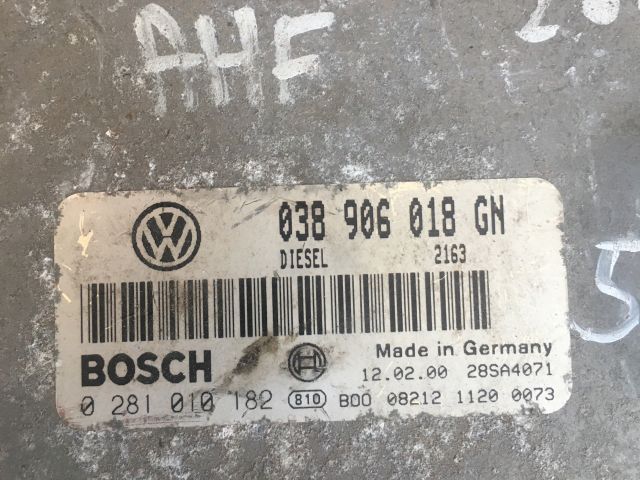 AHF
038 906 018 GN
DIESEL 2163
BOSCH
Made in Germany
12.02.00 28SA4071
0 281 010 182 810 B00 08212 1120 0073
5